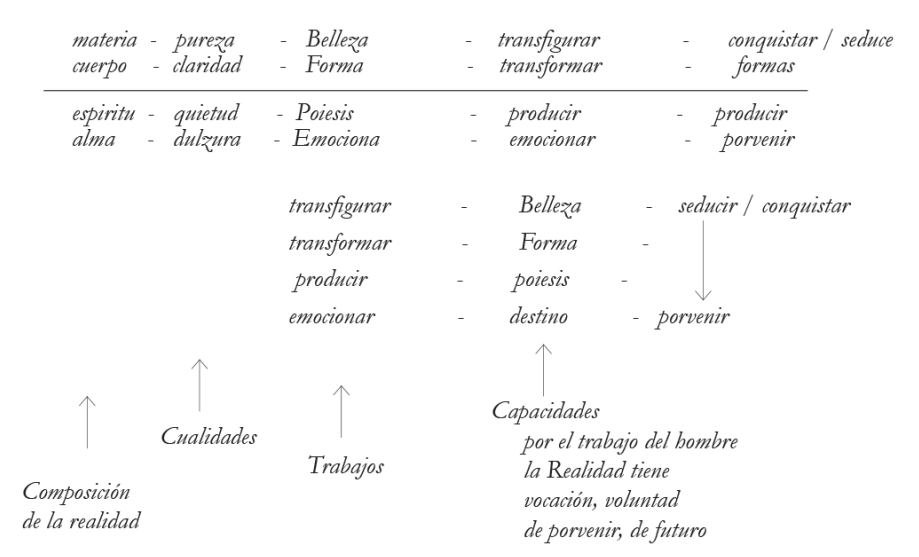 materia - pureza - Belleza - transfigurar - conquistar / seduce
cuerpo - claridad - Forma - transformar - formas
espiritu - quietud - Poiesis - producir - producir
alma - dulzura - Emociona - emocionar - porvenir
transfigurar - Belleza - seducir / conquistar
transformar - Forma -
producir - poiesis -
emocionar - destino - porvenir
Composición
de la realidad
Cualidades
Trabajos
Capacidades
por el trabajo del hombre
la Realidad tiene
vocación, voluntad
de porvenir, de futuro